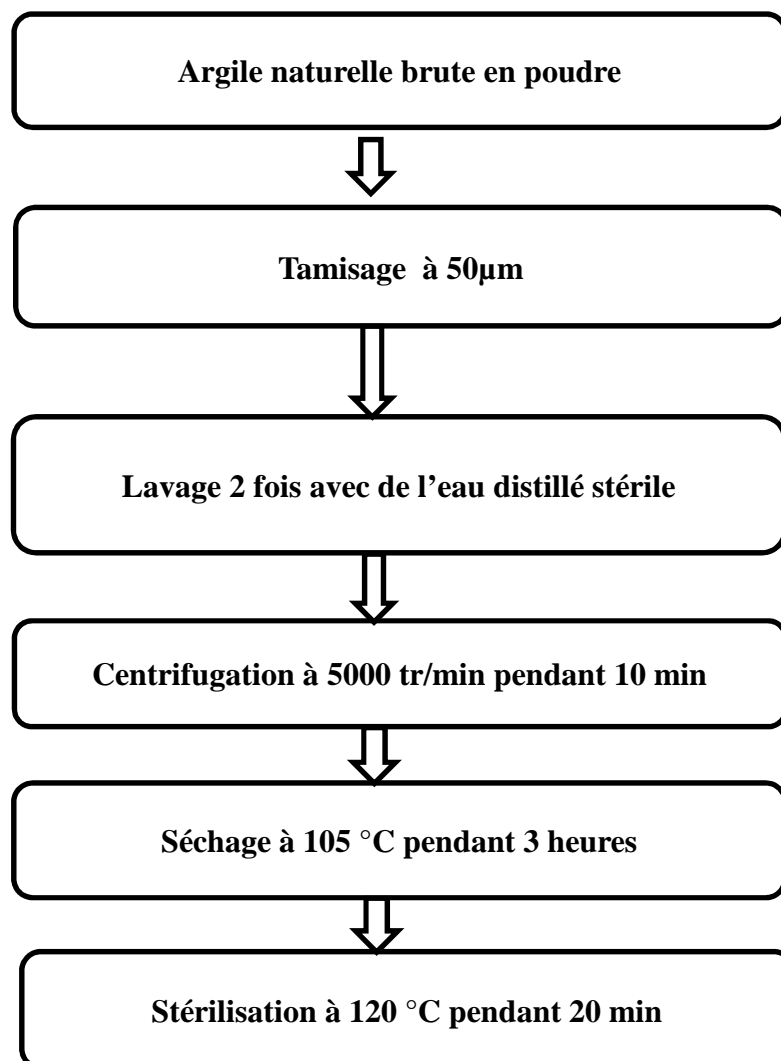 Argile naturelle brute en poudre
Tamisage à 50µm
Lavage 2 fois avec de l’eau distillé stérile
Centrifugation à 5000 tr/min pendant 10 min
Séchage à 105 °C pendant 3 heures
Stérilisation à 120 °C pendant 20 min